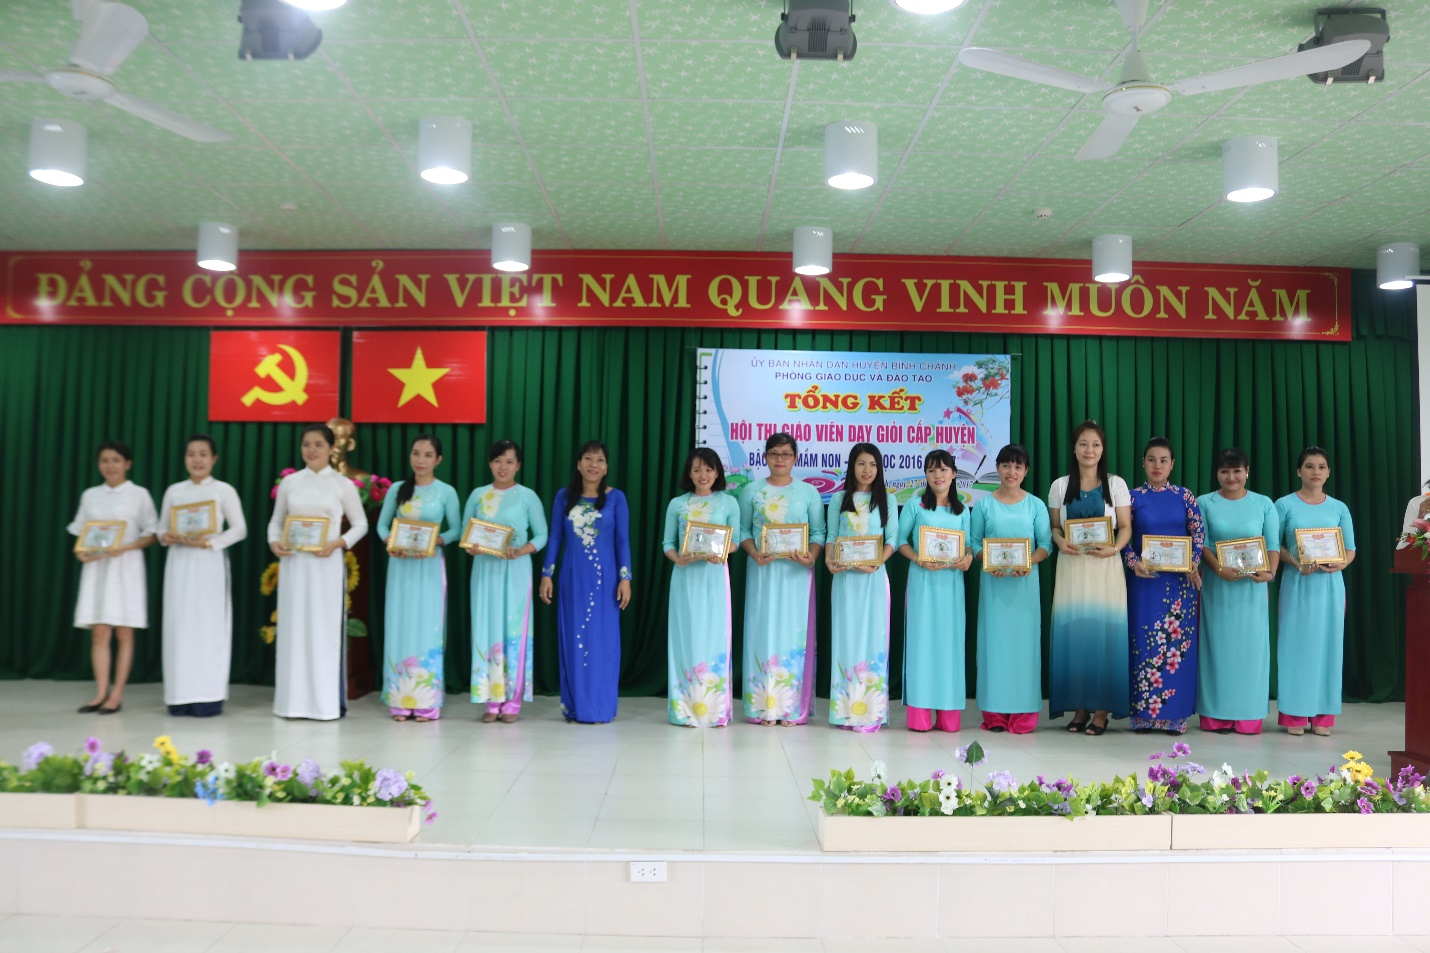 ĐẢNG CỘNG SẢN VIỆT NAM QUANG VINH MUÔN NĂM
ỦY BAN NHÂN DÂN HUYỆN BÌNH CHÁNH
PHÒNG GIÁO DỤC VÀ ĐÀO TẠO
TỔNG KẾT
HỘI THI GIÁO VIÊN DẠY GIỎI CẤP HUYỆN
BẬC MẦM NON 2016